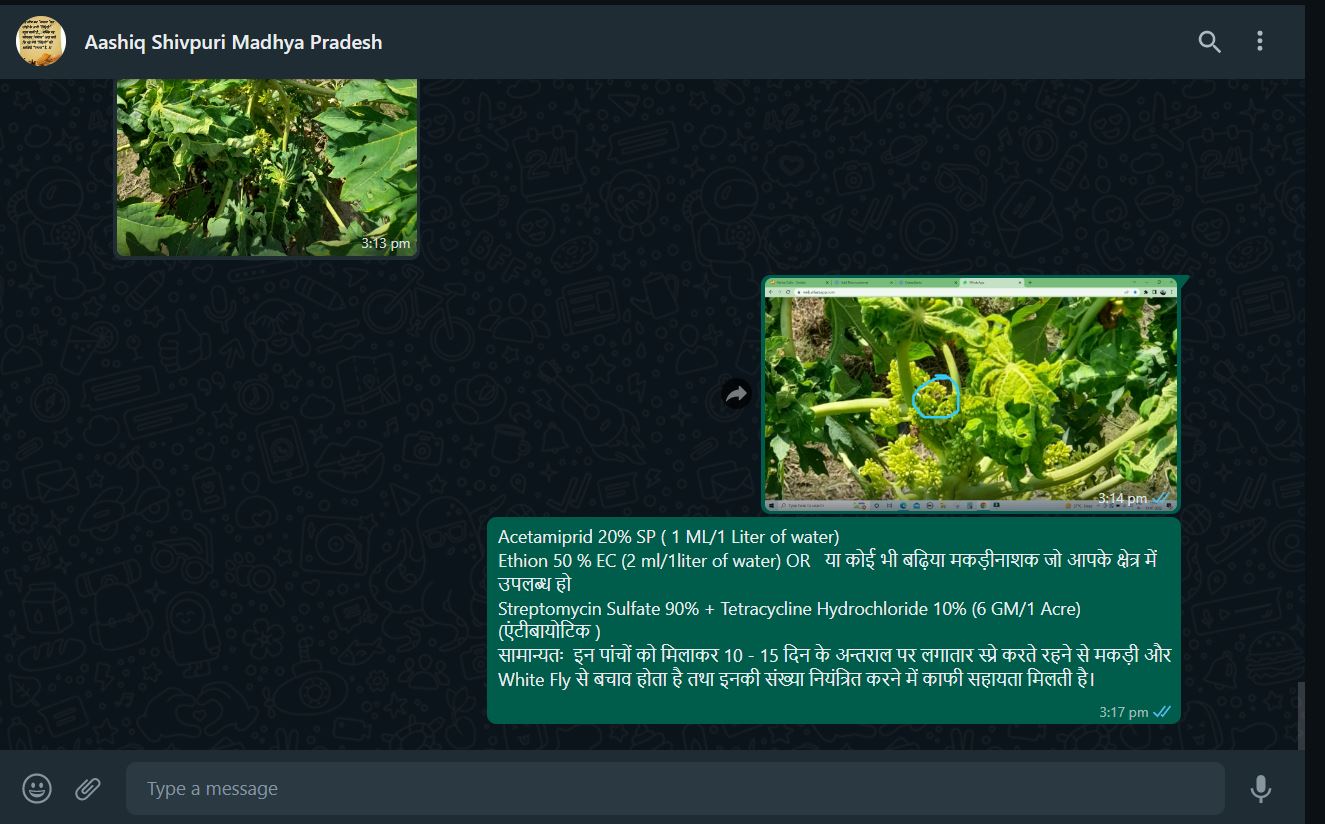 Aashiq Shivpuri Madhya Pradesh
3:13 pm
3:14 pm
Acetamiprid 20% SP ( 1 ML/1 Liter of water)
Ethion 50 % EC (2 ml/1liter of water) OR या कोई भी बढ़िया मकड़ीनाशक जो आपके क्षेत्र में
उपलब्ध हो
Streptomycin Sulfate 90% + Tetracycline Hydrochloride 10% (6 GM/1 Acre)
(एंटीबायोटिक )
सामान्यतः इन पांचों को मिलाकर 10 - 15 दिन के अन्तराल पर लगातार स्प्रे करते रहने से मकड़ी और
White Fly से बचाव होता है तथा इनकी संख्या नियंत्रित करने में काफी सहायता मिलती है।
3:17 pm
Type a message